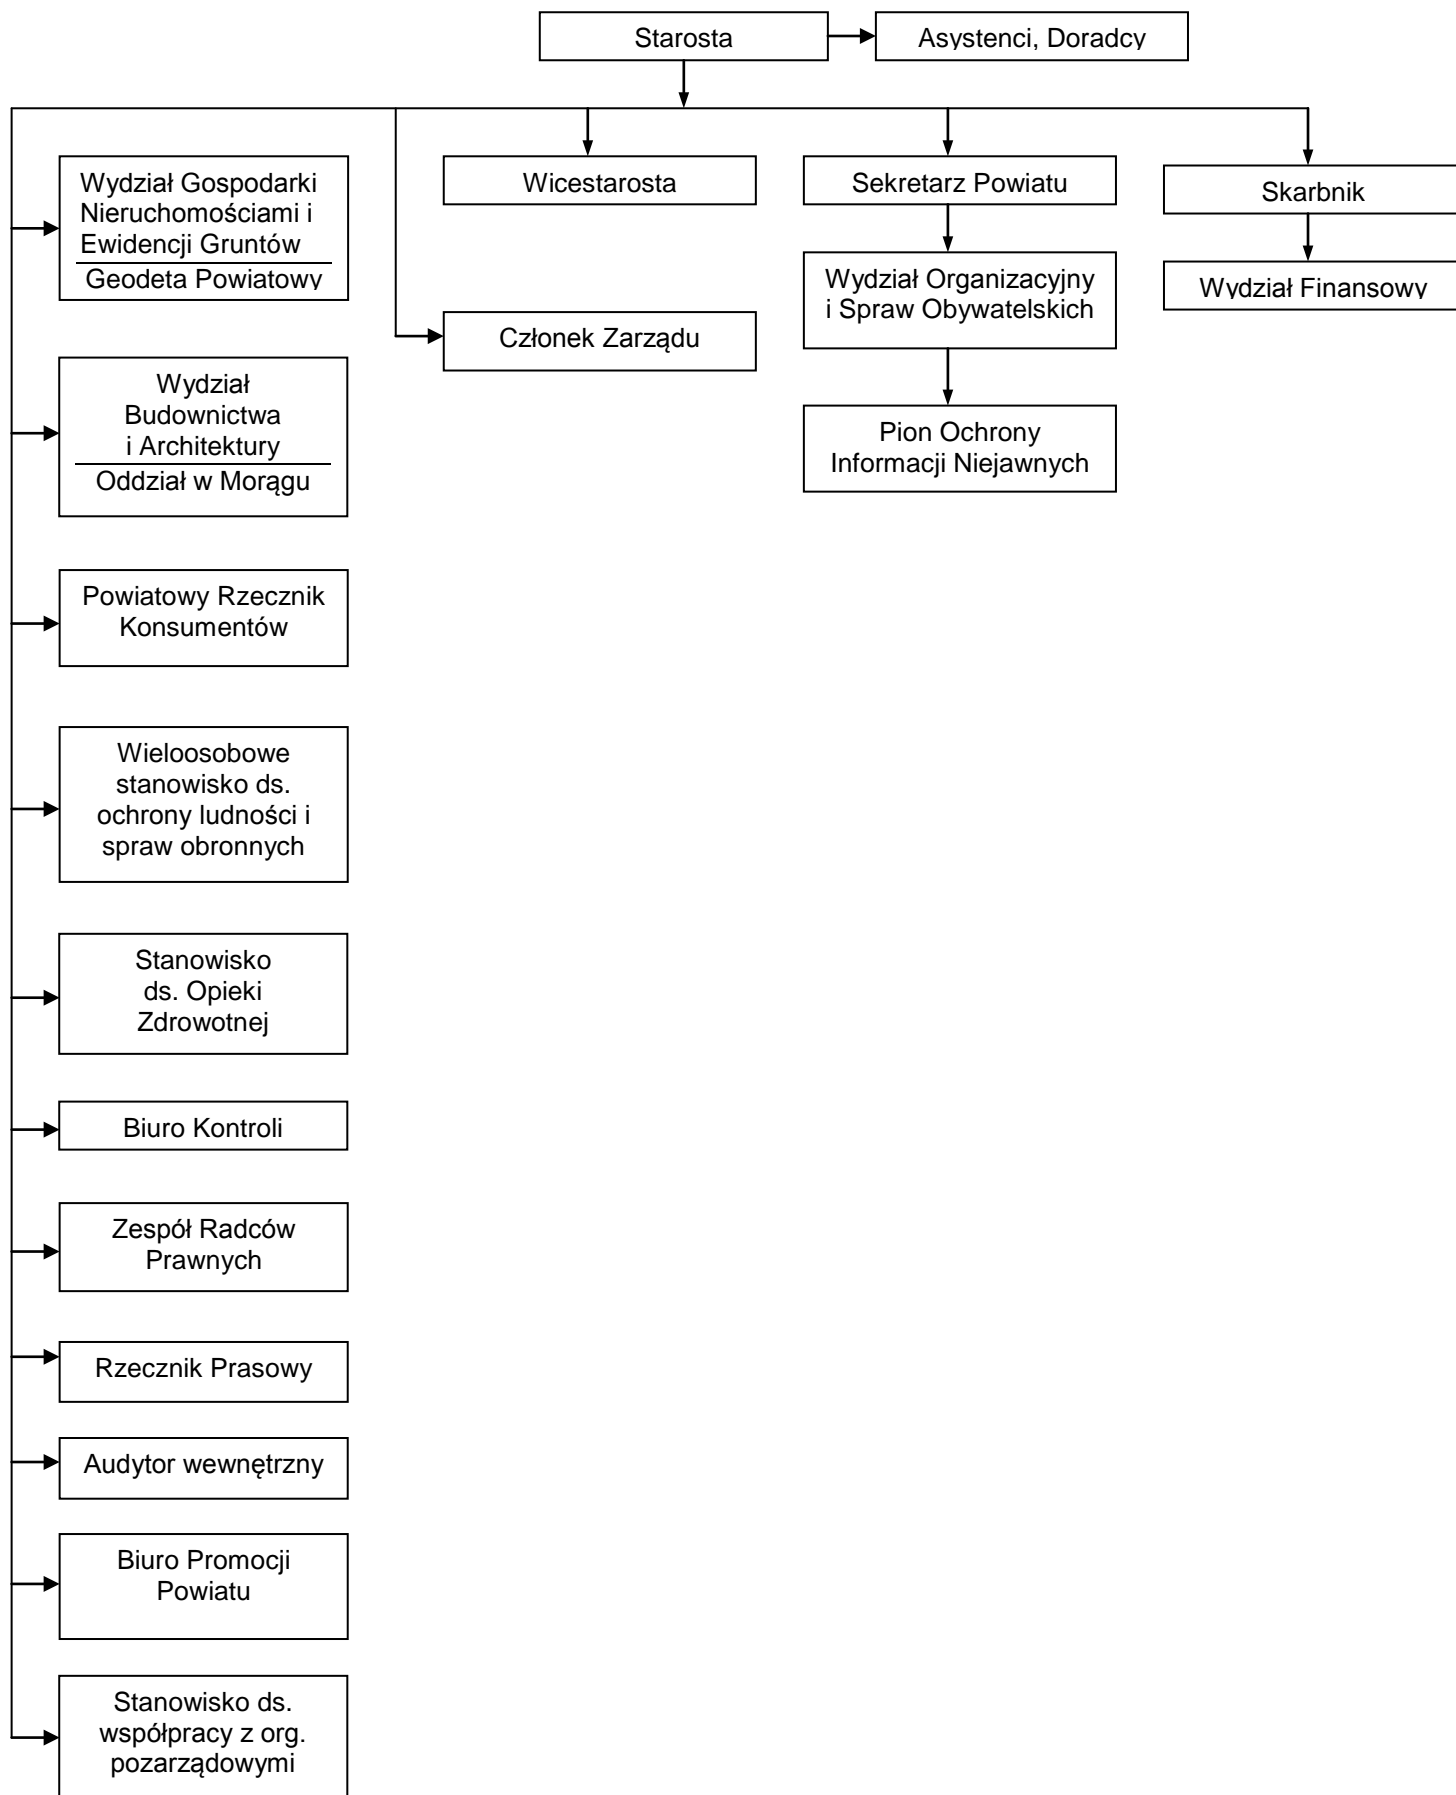 Starosta
Asystenci, Doradcy
Wydział Gospodarki
Nieruchomościami i
Ewidencji Gruntów
Geodeta Powiatowy
Wicestarosta
Sekretarz Powiatu
Skarbnik
Wydział Organizacyjny
i Spraw Obywatelskich
Wydział Finansowy
Członek Zarządu
Wydział
Budownictwa
i Architektury
Oddział w Morągu
Pion Ochrony
Informacji Niejawnych
Powiatowy Rzecznik
Konsumentów
Wieloosobowe
stanowisko ds.
ochrony ludności i
spraw obronnych
Stanowisko
ds. Opieki
Zdrowotnej
Biuro Kontroli
Zespół Radców
Prawnych
Rzecznik Prasowy
Audytor wewnętrzny
Biuro Promocji
Powiatu
Stanowisko ds.
współpracy z org.
pozarządowymi